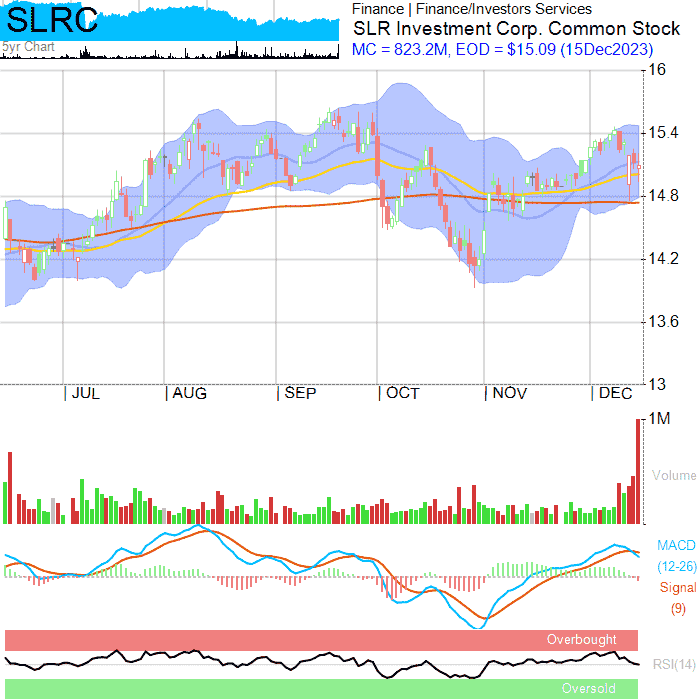 SLRC
5yr Chart
Finance | Finance/Investors Services
SLR Investment Corp. Common Stock
MC = 823.2M, EOD = $15.09 (15Dec2023)
16
15.4
14.8
14.2
13.6
13
| JUL
| AUG
| SEP
| OCT
| NOV
| DEC
1M
Volume
MACD
(12-26)
Signal
(9)
Overbought
RSI(14)
Oversold